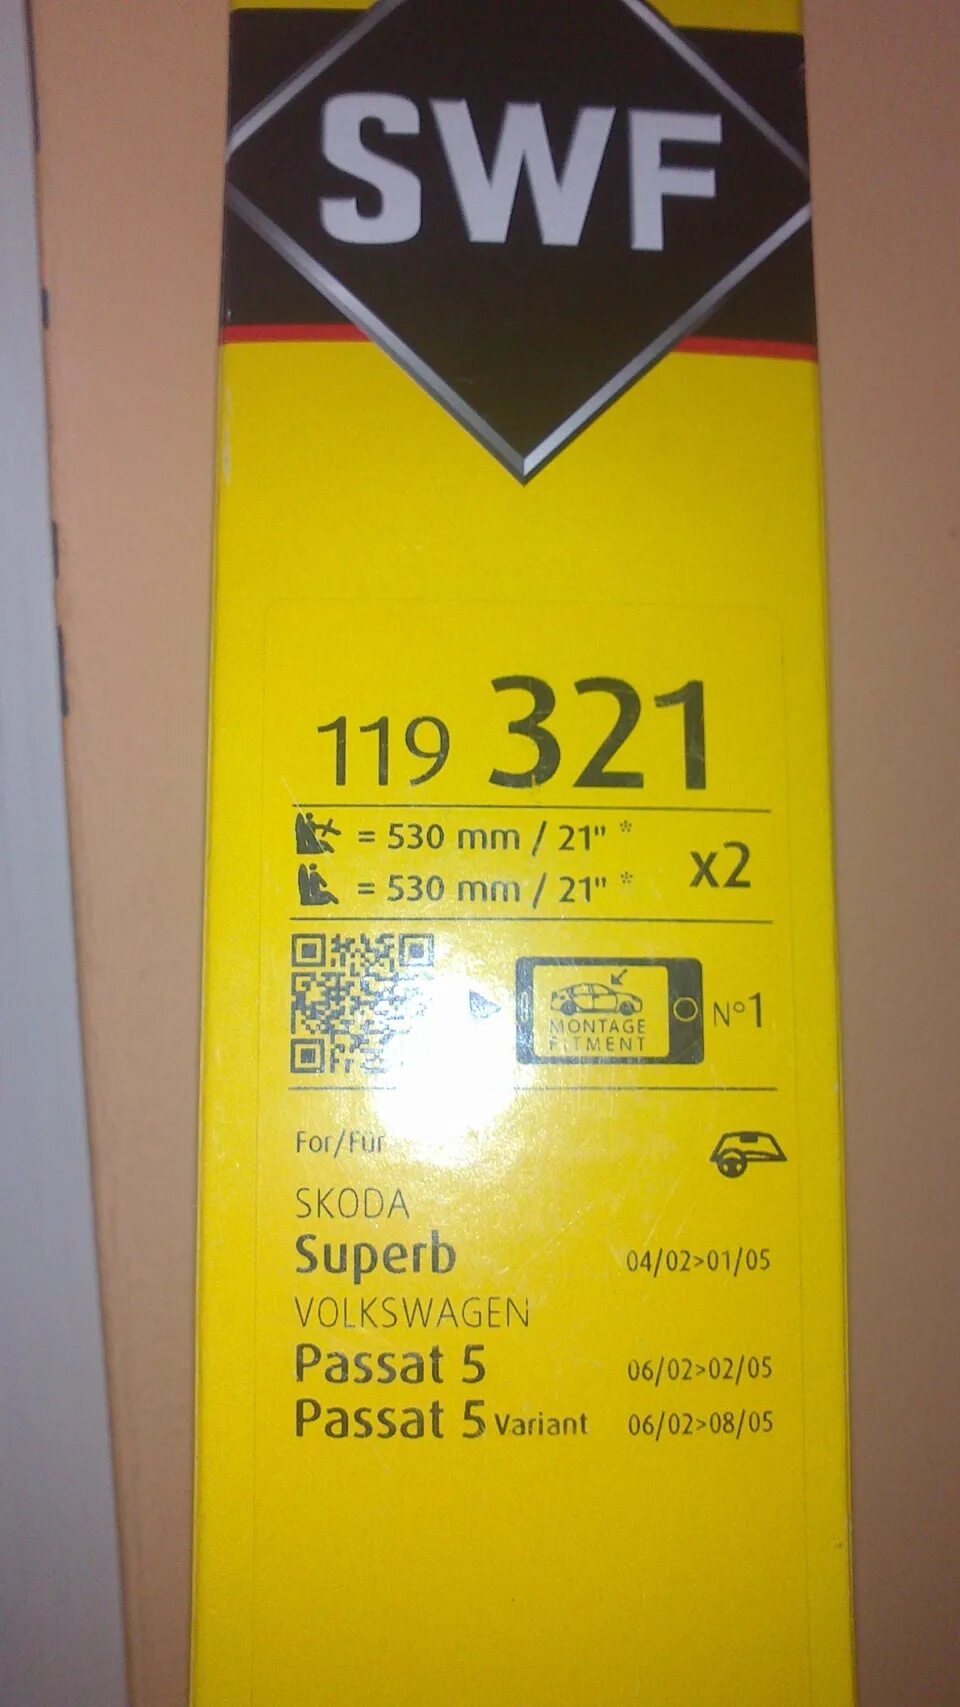 SWF
119 321
= 530 mm / 21" *
x2
= 530 mm / 21" *
MONTAGE
FITMENT
N°1
For/Für
SKODA
Superb 04/02>01/05
VOLKSWAGEN
Passat 5 06/02>02/05
Passat 5 Variant 06/02>08/05